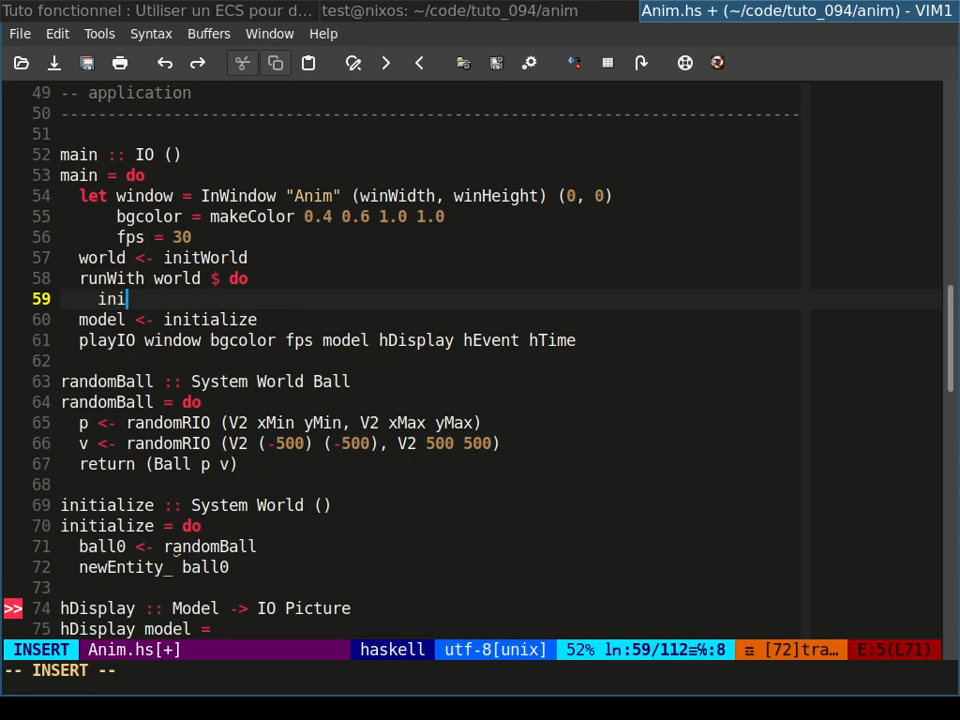 Tuto fonctionnel : Utiliser un ECS pour d... test@nixos: ~/code/tuto_094/anim Anim.hs + (~/code/tuto_094/anim) - VIM1
File Edit Tools Syntax Buffers Window Help
49 -- application
50 -------------------------------------------------------------------------------
51
52 main :: IO ()
53 main = do
54   let window = InWindow "Anim" (winWidth, winHeight) (0, 0)
55       bgcolor = makeColor 0.4 0.6 1.0 1.0
56       fps = 30
57   world <- initWorld
58   runWith world $ do
59     ini
60   model <- initialize
61   playIO window bgcolor fps model hDisplay hEvent hTime
62
63 randomBall :: System World Ball
64 randomBall = do
65   p <- randomRIO (V2 xMin yMin, V2 xMax yMax)
66   v <- randomRIO (V2 (-500) (-500), V2 500 500)
67   return (Ball p v)
68
69 initialize :: System World ()
70 initialize = do
71   ball0 <- randomBall
72   newEntity_ ball0
73
>> 74 hDisplay :: Model -> IO Picture
75 hDisplay model =
INSERT Anim.hs[+] haskell utf-8[unix] 52% ln:59/112≡℅:8 ☲ [72]tra… E:5(L71)
-- INSERT --